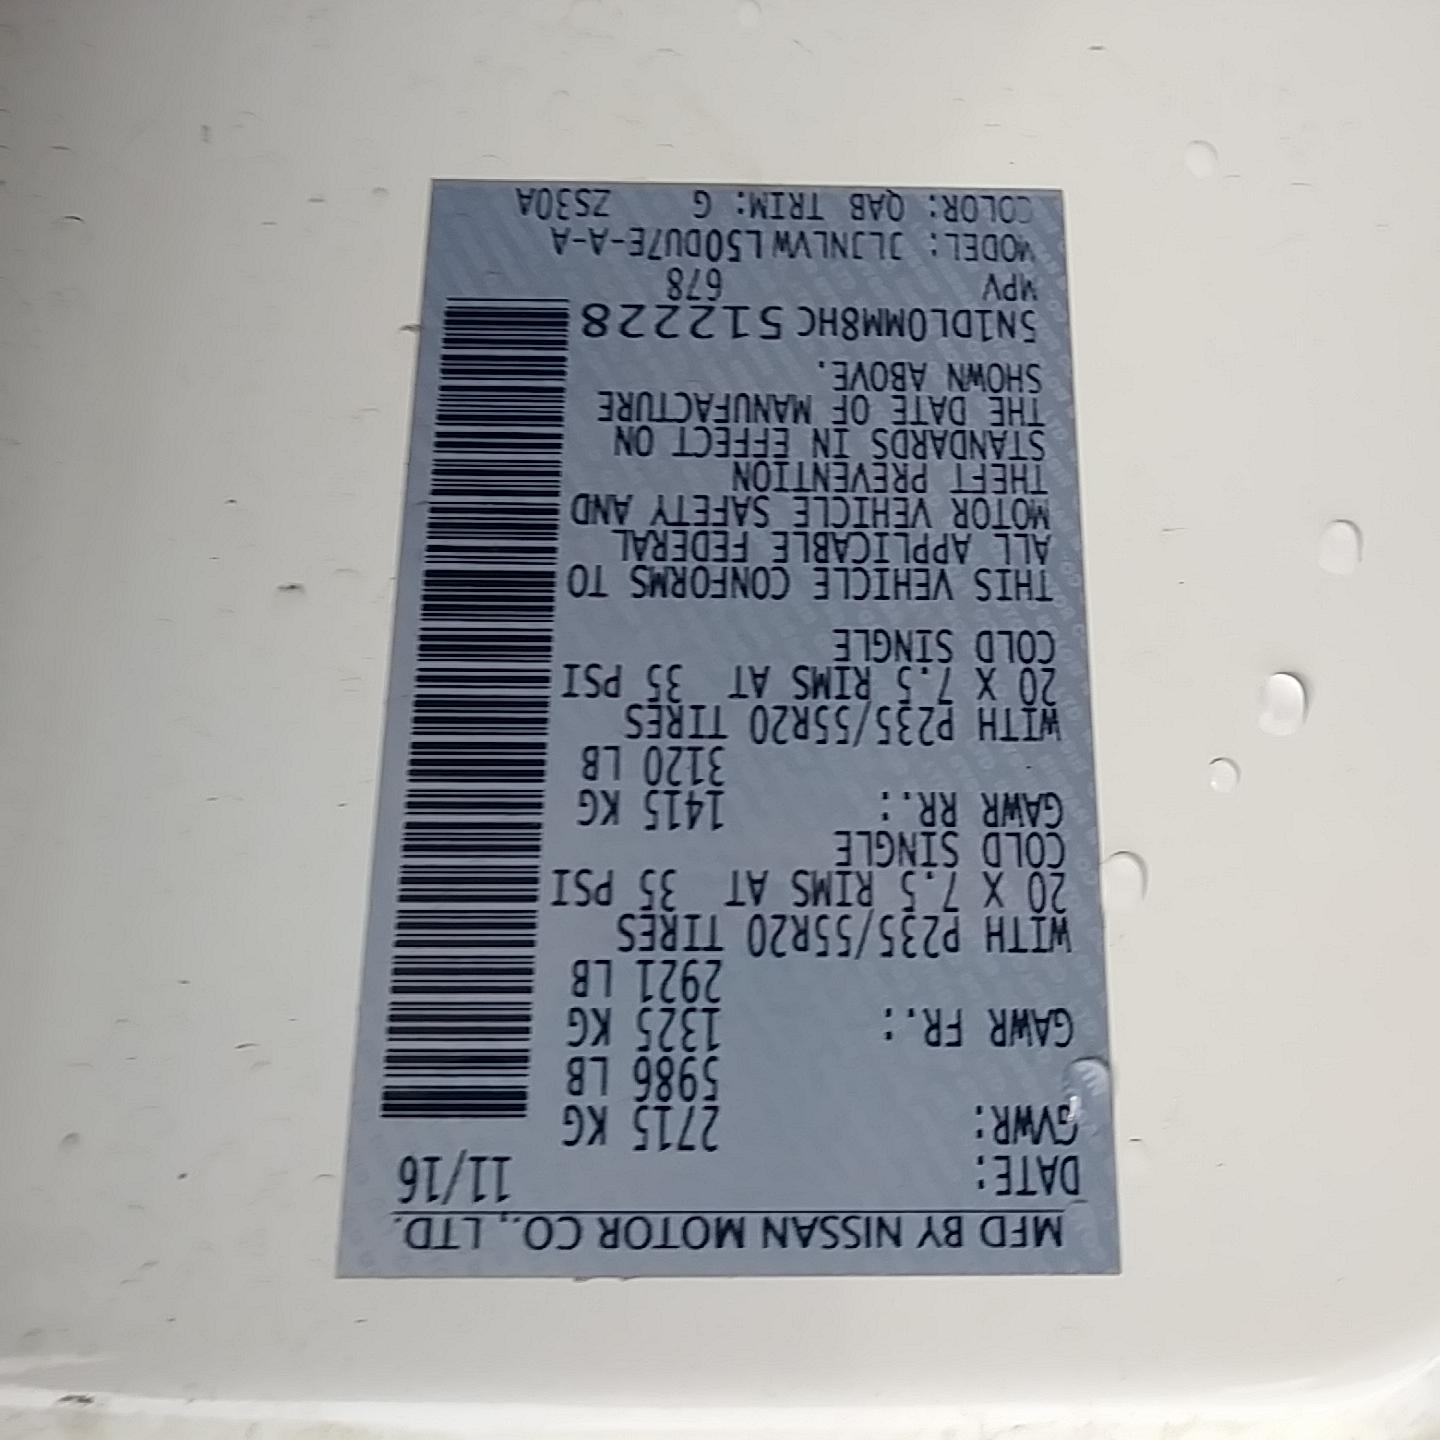 MFD BY NISSAN MOTOR CO., LTD.
DATE: 11/16
GVWR: 2715 KG
5986 LB
GAWR FR.: 1325 KG
2921 LB
WITH P235/55R20 TIRES
20 X 7.5 RIMS AT 35 PSI
COLD SINGLE
GAWR RR.: 1415 KG
3120 LB
WITH P235/55R20 TIRES
20 X 7.5 RIMS AT 35 PSI
COLD SINGLE
THIS VEHICLE CONFORMS TO
ALL APPLICABLE FEDERAL
MOTOR VEHICLE SAFETY AND
THEFT PREVENTION
STANDARDS IN EFFECT ON
THE DATE OF MANUFACTURE
SHOWN ABOVE.
5N1DL0MM8HC512228
MPV 678
MODEL: JLJNLVWL50DU7E-A-A
COLOR: QAB TRIM: G ZS30A